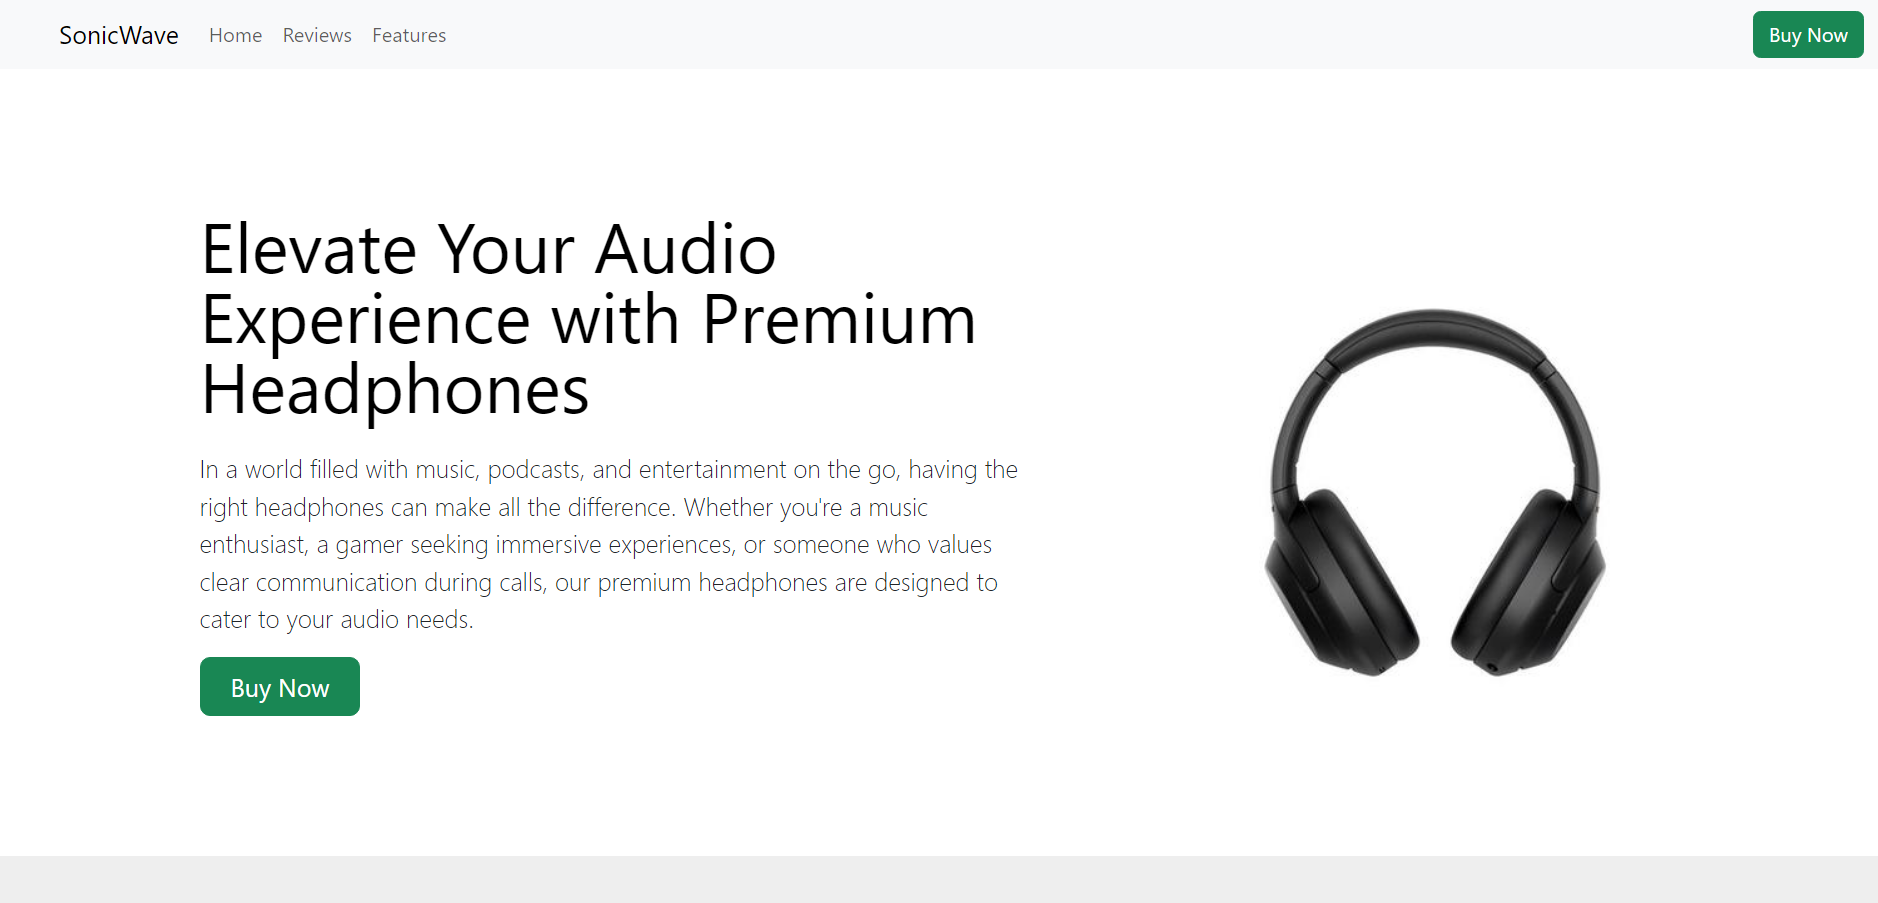 SonicWave Home Reviews Features Buy Now
Elevate Your Audio
Experience with Premium
Headphones
In a world filled with music, podcasts, and entertainment on the go, having the
right headphones can make all the difference. Whether you're a music
enthusiast, a gamer seeking immersive experiences, or someone who values
clear communication during calls, our premium headphones are designed to
cater to your audio needs.
Buy Now